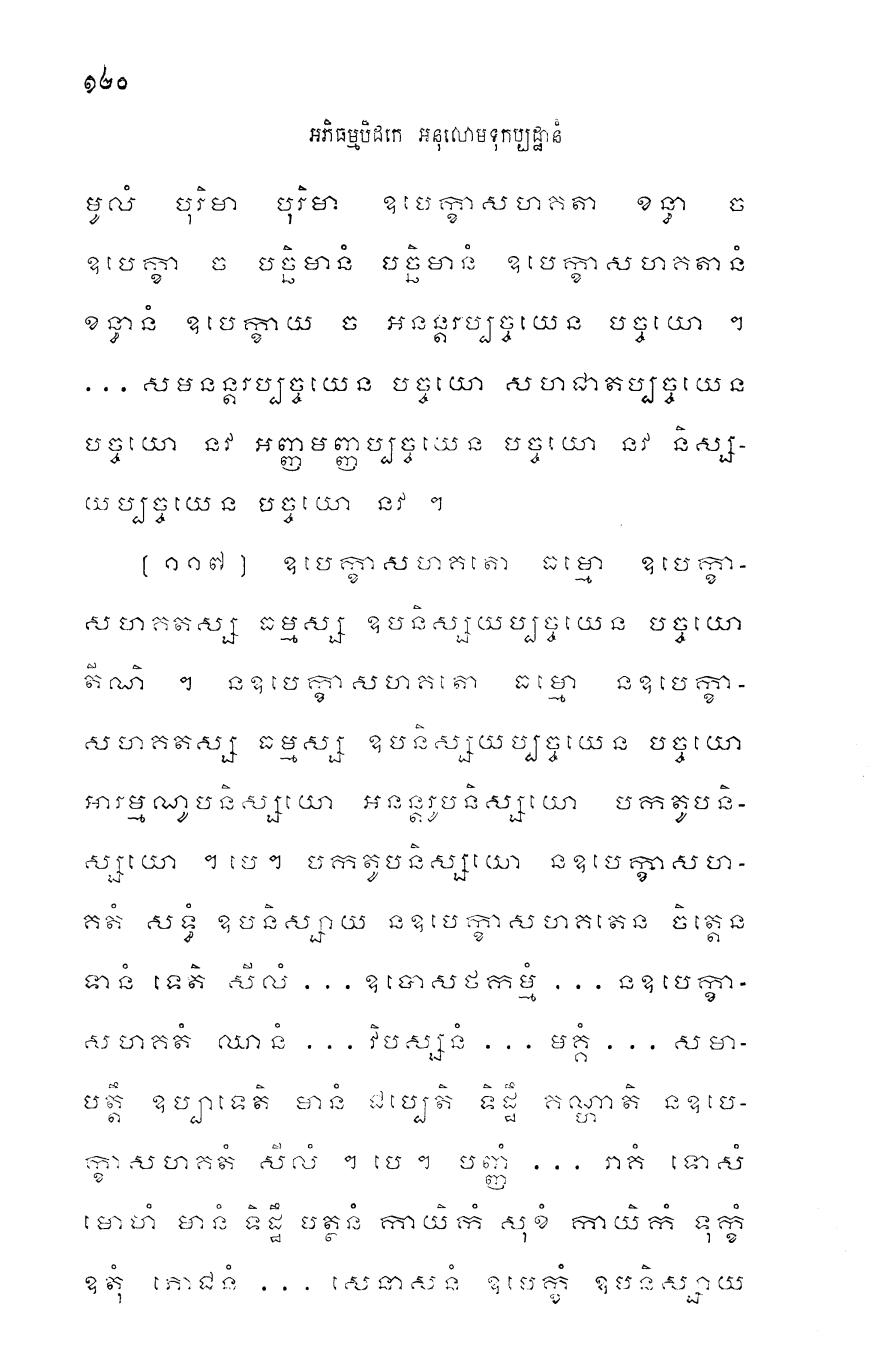 ១៤០
អភិធម្មបិដកេ អនុលោមទុកប្បដ្ឋានំ
មូលំ បុរិមា បុរិមា ឧបេក្ខាសហគតា ខន្ធា ច
ឧបេក្ខា ច បច្ឆិមានំ បច្ឆិមានំ ឧបេក្ខាសហគតានំ
ខន្ធានំ ឧបេក្ខាយ ច អនន្តរប្បច្ចយេន បច្ចយោ ។
... សមនន្តរប្បច្ចយេន បច្ចយោ សហជាតប្បច្ចយេន
បច្ចយោ នវ អញ្ញមញ្ញប្បច្ចយេន បច្ចយោ នវ និស្ស-
យប្បច្ចយេន បច្ចយោ នវ ។
[ ១១៧ ] ឧបេក្ខាសហគតោ ធម្មោ ឧបេក្ខា-
សហគតស្ស ធម្មស្ស ឧបនិស្សយប្បច្ចយេន បច្ចយោ
តីណិ ។ នឧបេក្ខាសហគតោ ធម្មោ នឧបេក្ខា-
សហគតស្ស ធម្មស្ស ឧបនិស្សយប្បច្ចយេន បច្ចយោ
អារម្មណូបនិស្សយោ អនន្តរូបនិស្សយោ បកតូបនិ-
ស្សយោ ។ បេ ។ បកតូបនិស្សយោ នឧបេក្ខាសហ-
គតំ សទ្ធំ ឧបនិស្សាយ នឧបេក្ខាសហគតេន ចិត្តេន
ទានំ ទេតិ សីលំ ... ឧបោសថកម្មំ ... នឧបេក្ខា-
សហគតំ ឈានំ ... វិបស្សនំ ... មគ្គំ ... សមា-
បត្តឹ ឧប្បាទេតិ មានំ ជប្បេតិ ទិដ្ឋឹ គណ្ហាតិ នឧបេ-
ក្ខាសហគតំ សីលំ ។ បេ ។ បញ្ញំ ... រាគំ ទោសំ
មោហំ មានំ ទិដ្ឋឹ បត្ថនំ កាយិកំ សុខំ កាយិកំ ទុក្ខំ
ឧតុំ ភោជនំ ... សេនាសនំ ឧបេក្ខំ ឧបនិស្សាយ